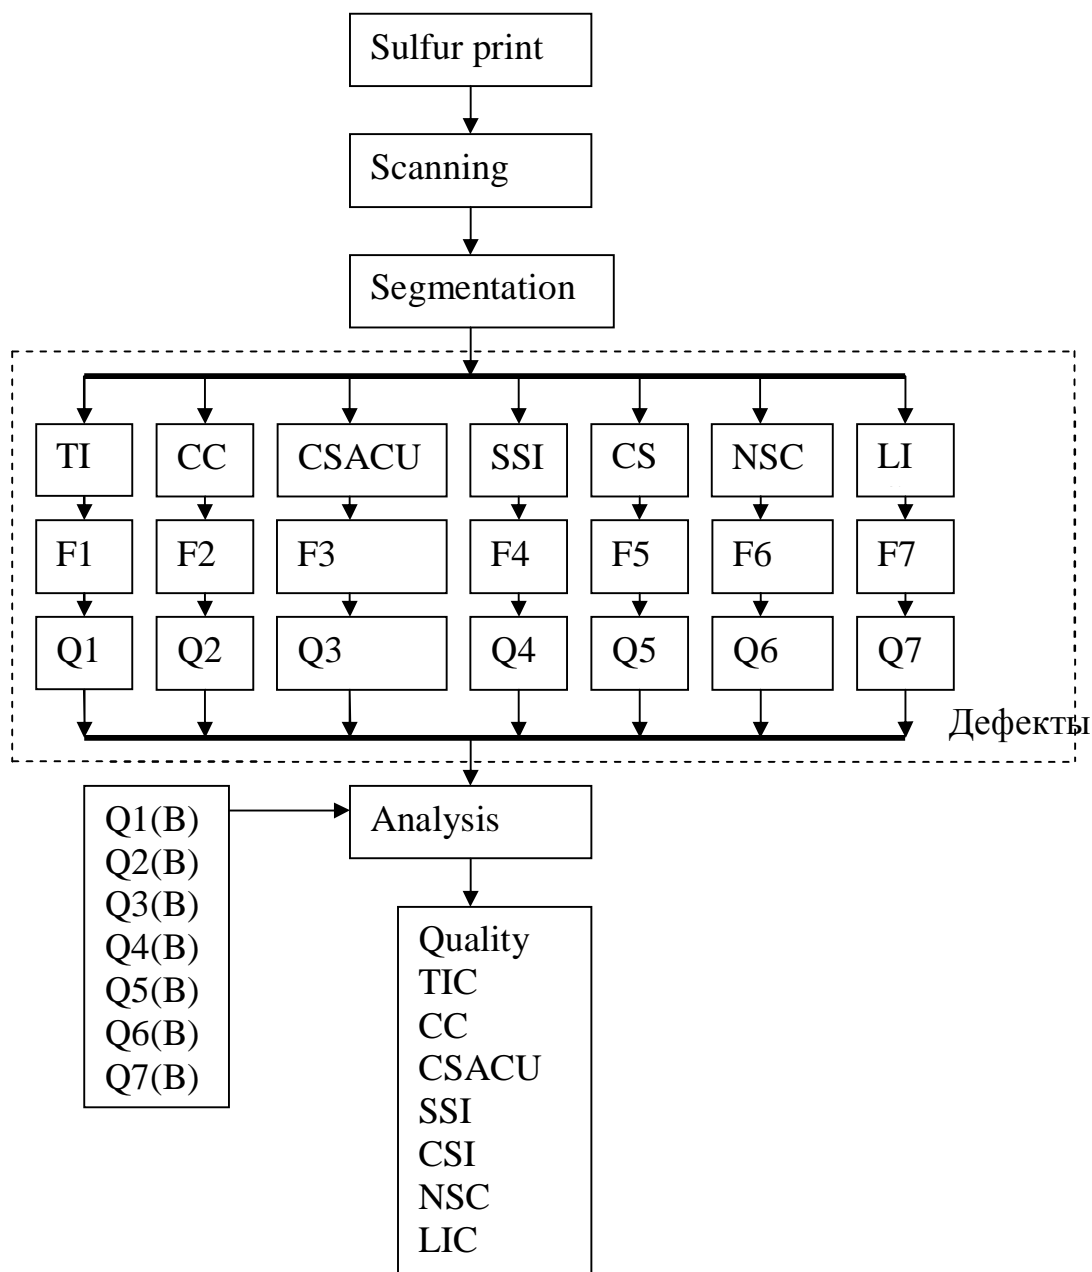 Sulfur print
Scanning
Segmentation
TI CC CSACU SSI CS NSC LI
F1 F2 F3 F4 F5 F6 F7
Q1 Q2 Q3 Q4 Q5 Q6 Q7
Дефекты
Q1(B)
Q2(B)
Q3(B)
Q4(B)
Q5(B)
Q6(B)
Q7(B)
Analysis
Quality
TIC
CC
CSACU
SSI
CSI
NSC
LIC